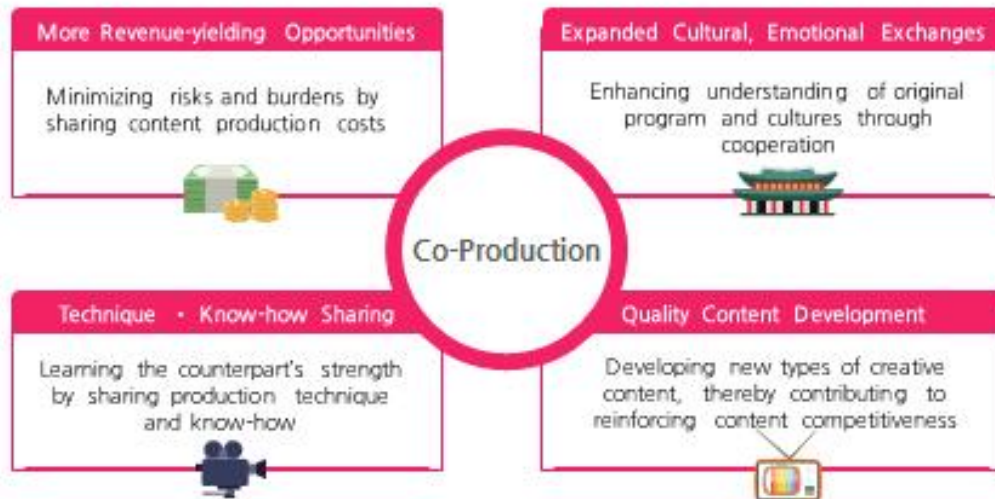 More Revenue-yielding Opportunities
Minimizing risks and burdens by
sharing content production costs
Expanded Cultural, Emotional Exchanges
Enhancing understanding of original
program and cultures through
cooperation
Co-Production
Technique · Know-how Sharing
Learning the counterpart's strength
by sharing production technique
and know-how
Quality Content Development
Developing new types of creative
content, thereby contributing to
reinforcing content competitiveness